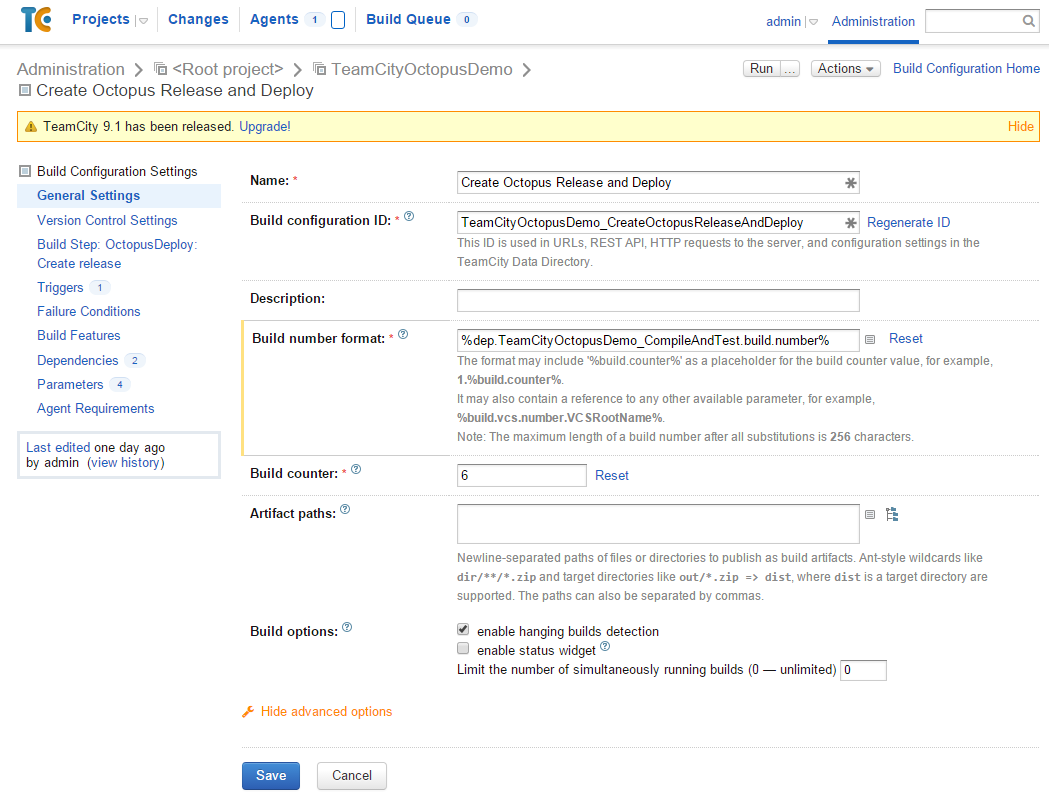 TC Projects Changes Agents 1 Build Queue 0 admin Administration
Administration <Root project> TeamCityOctopusDemo Run ... Actions Build Configuration Home
Create Octopus Release and Deploy
TeamCity 9.1 has been released. Upgrade! Hide
Build Configuration Settings
General Settings
Version Control Settings
Build Step: OctopusDeploy:
Create release
Triggers 1
Failure Conditions
Build Features
Dependencies 2
Parameters 4
Agent Requirements
Last edited one day ago
by admin (view history)
Name: * Create Octopus Release and Deploy
Build configuration ID: * ? TeamCityOctopusDemo_CreateOctopusReleaseAndDeploy Regenerate ID
This ID is used in URLs, REST API, HTTP requests to the server, and configuration settings in the
TeamCity Data Directory.
Description:
Build number format: * ? %dep.TeamCityOctopusDemo_CompileAndTest.build.number% Reset
The format may include '%build.counter%' as a placeholder for the build counter value, for example,
1.%build.counter%.
It may also contain a reference to any other available parameter, for example,
%build.vcs.number.VCSRootName%.
Note: The maximum length of a build number after all substitutions is 256 characters.
Build counter: * ? 6 Reset
Artifact paths: ?
Newline-separated paths of files or directories to publish as build artifacts. Ant-style wildcards like
dir/**/*.zip and target directories like out/*.zip => dist, where dist is a target directory are
supported. The paths can also be separated by commas.
Build options: ? enable hanging builds detection
enable status widget ?
Limit the number of simultaneously running builds (0 — unlimited) 0
Hide advanced options
Save Cancel